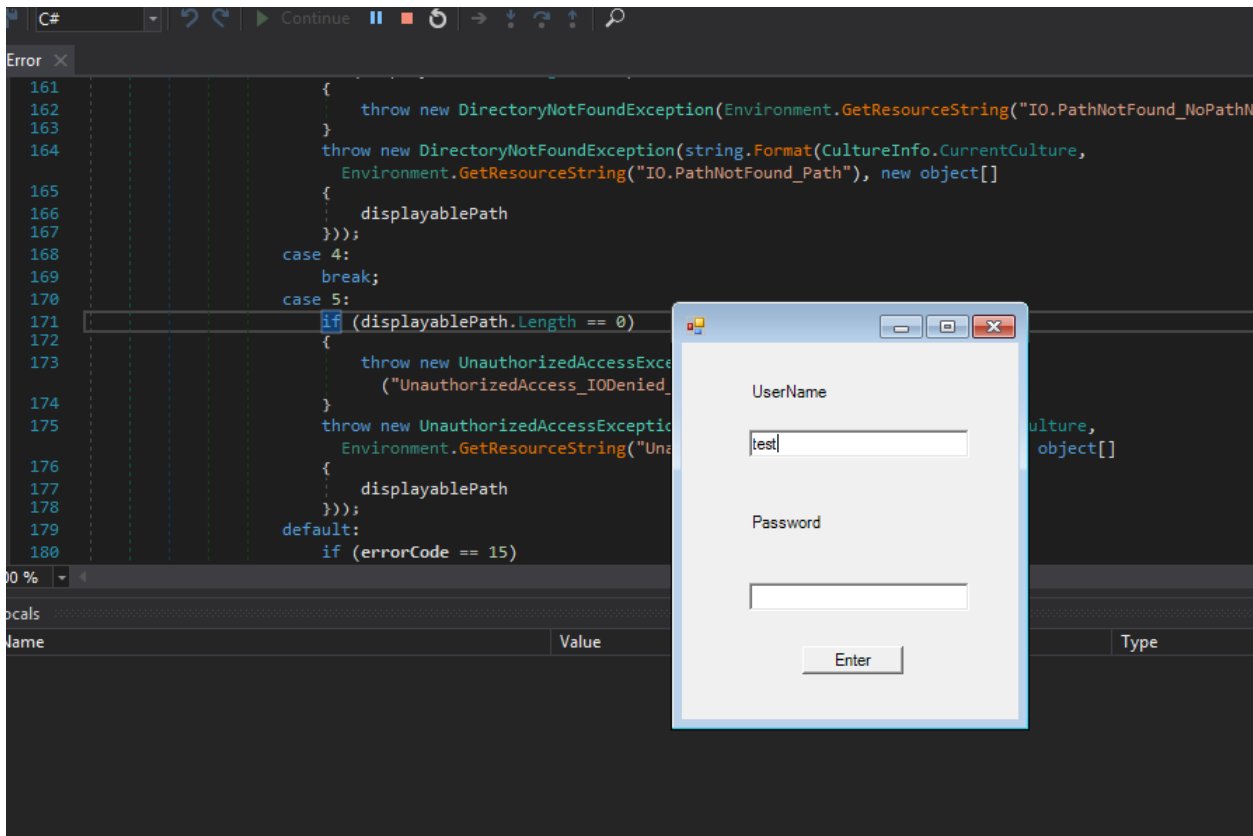 C# Continue
Error
161 {
162 throw new DirectoryNotFoundException(Environment.GetResourceString("IO.PathNotFound_NoPathN
163 }
164 throw new DirectoryNotFoundException(string.Format(CultureInfo.CurrentCulture,
Environment.GetResourceString("IO.PathNotFound_Path"), new object[]
165 {
166 displayablePath
167 }));
168 case 4:
169 break;
170 case 5:
171 if (displayablePath.Length == 0)
172 {
173 throw new UnauthorizedAccessExce
("UnauthorizedAccess_IODenied_
174 }
175 throw new UnauthorizedAccessExceptio ulture,
Environment.GetResourceString("Una object[]
176 {
177 displayablePath
178 }));
179 default:
180 if (errorCode == 15)
00 %
ocals
Name Value Type
UserName
test
Password
Enter